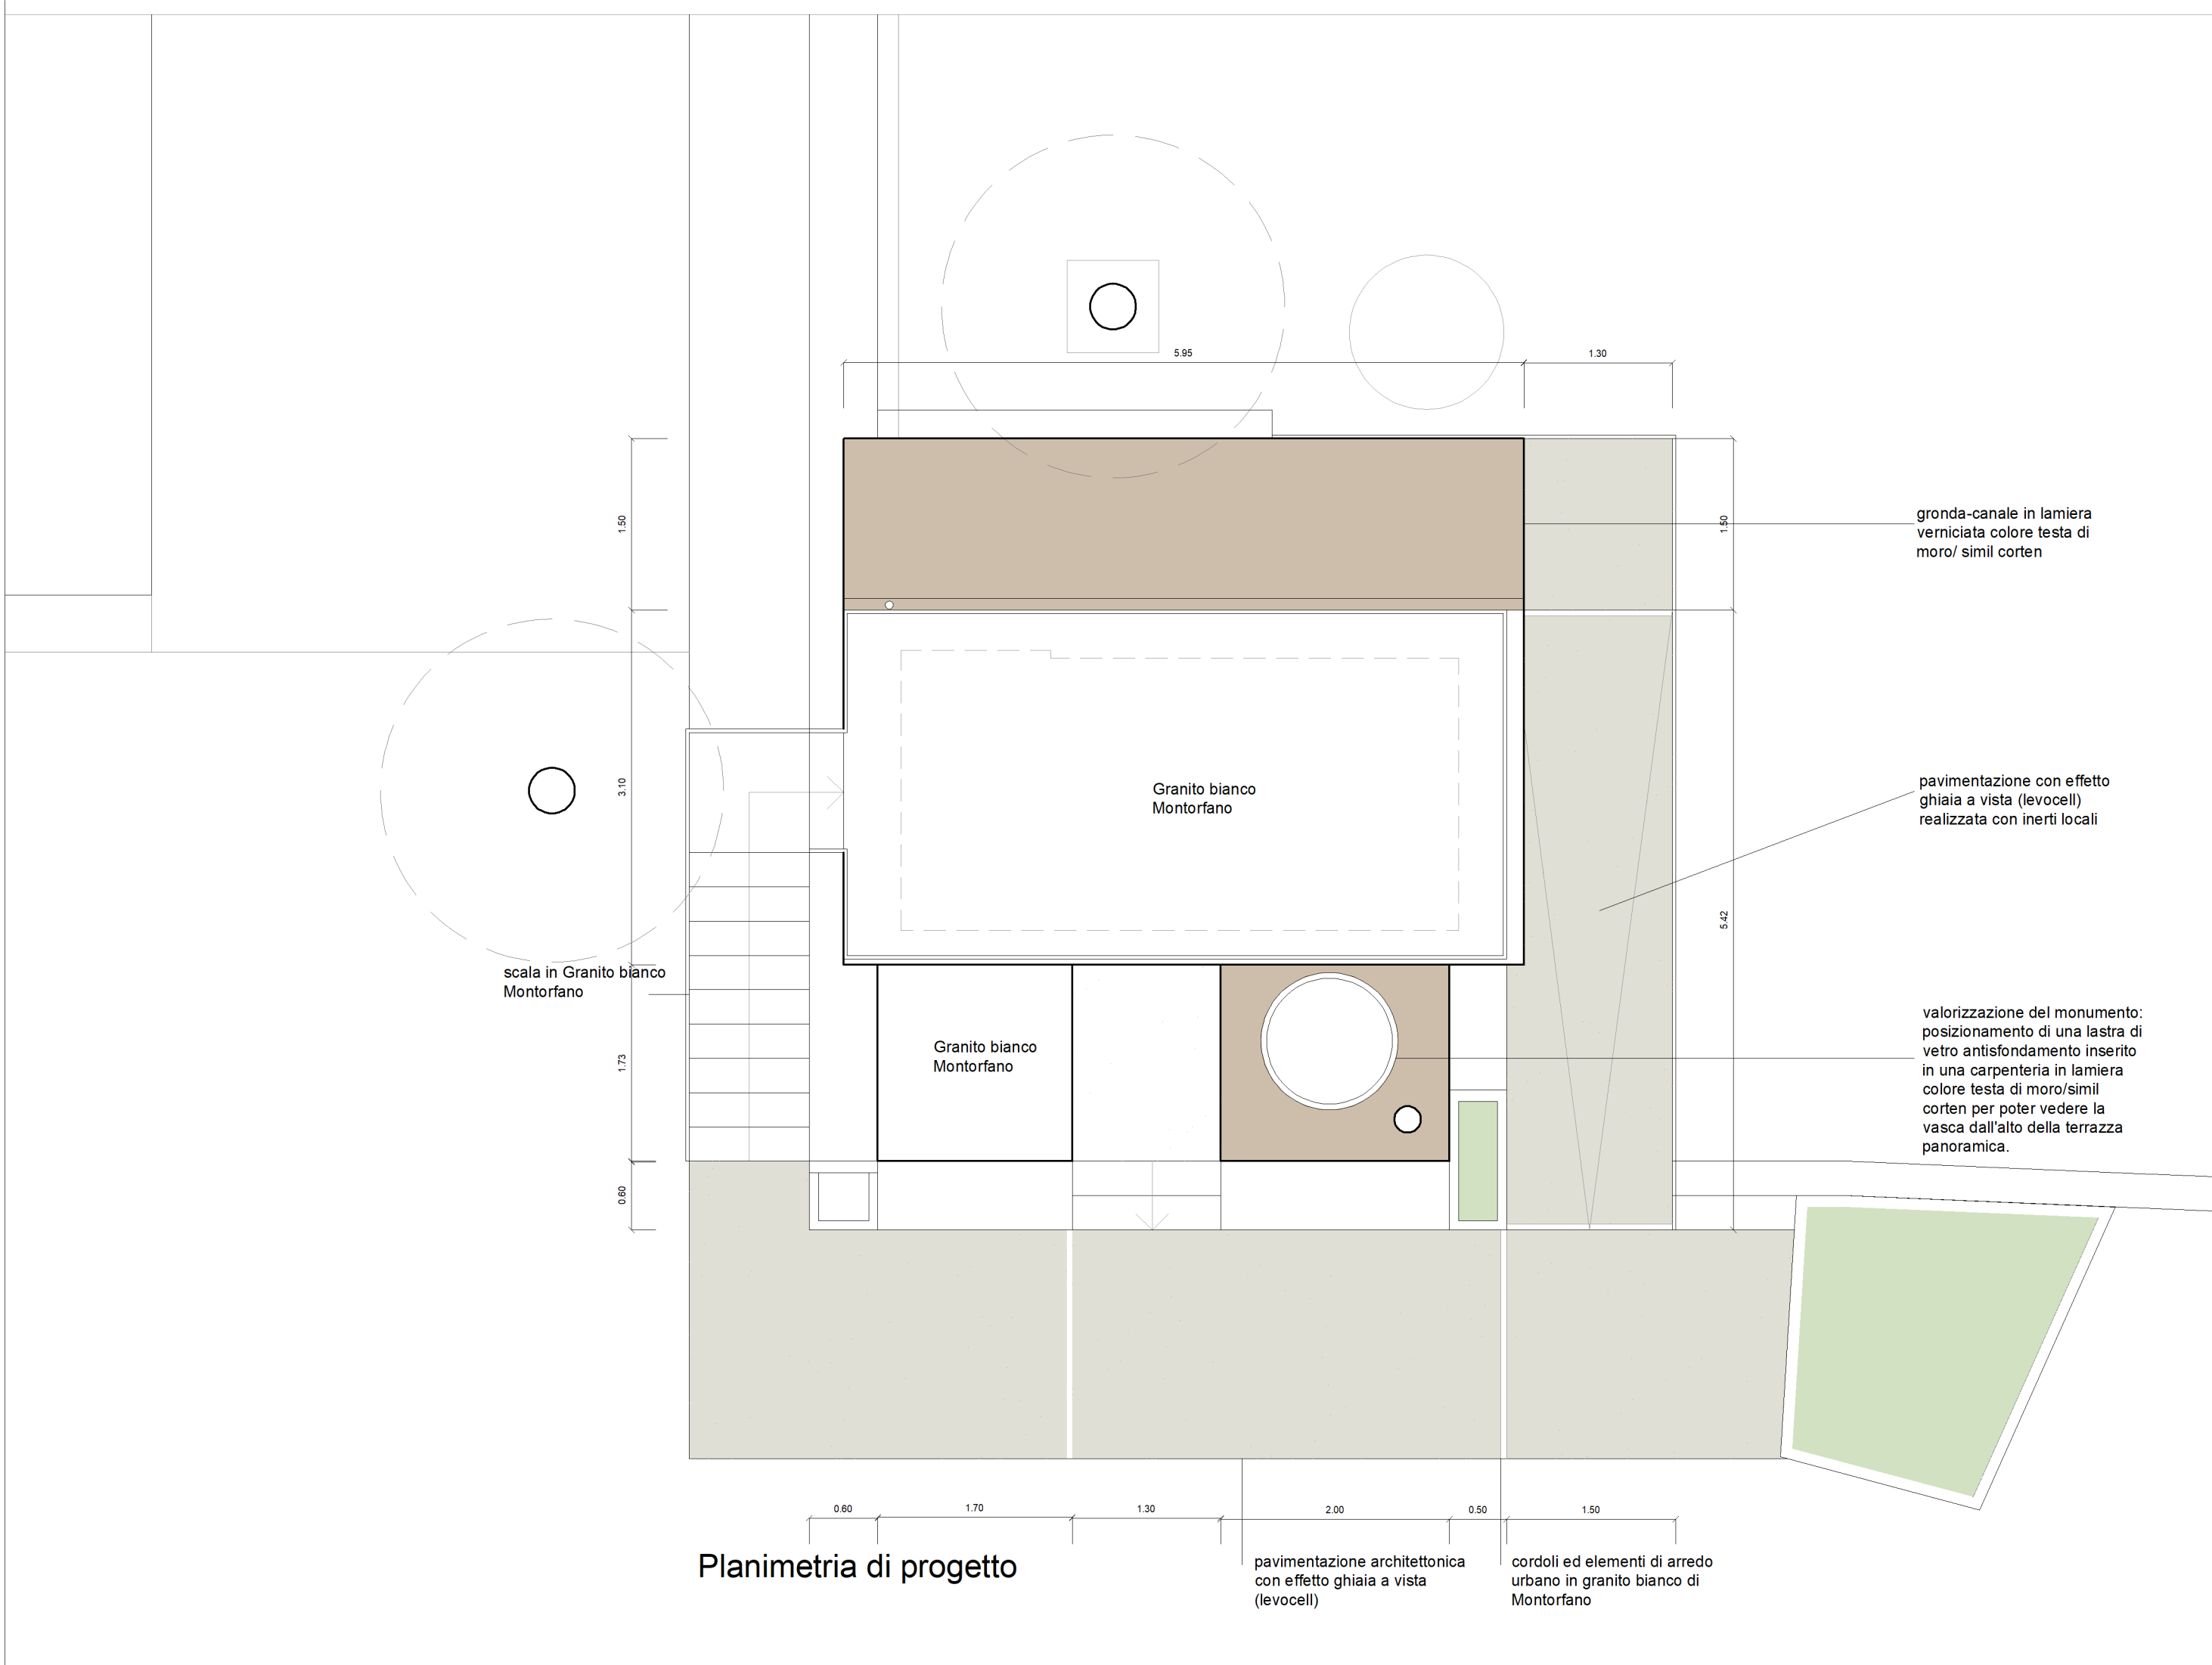 5.95
1.30
1.50
1.50
gronda-canale in lamiera
verniciata colore testa di
moro/ simil corten
3.10
Granito bianco
Montorfano
pavimentazione con effetto
ghiaia a vista (levocell)
realizzata con inerti locali
5.42
scala in Granito bianco
Montorfano
Granito bianco
Montorfano
1.73
valorizzazione del monumento:
posizionamento di una lastra di
vetro antisfondamento inserito
in una carpenteria in lamiera
colore testa di moro/simil
corten per poter vedere la
vasca dall'alto della terrazza
panoramica.
0.60
0.60
1.70
1.30
2.00
0.50
1.50
Planimetria di progetto
pavimentazione architettonica
con effetto ghiaia a vista
(levocell)
cordoli ed elementi di arredo
urbano in granito bianco di
Montorfano